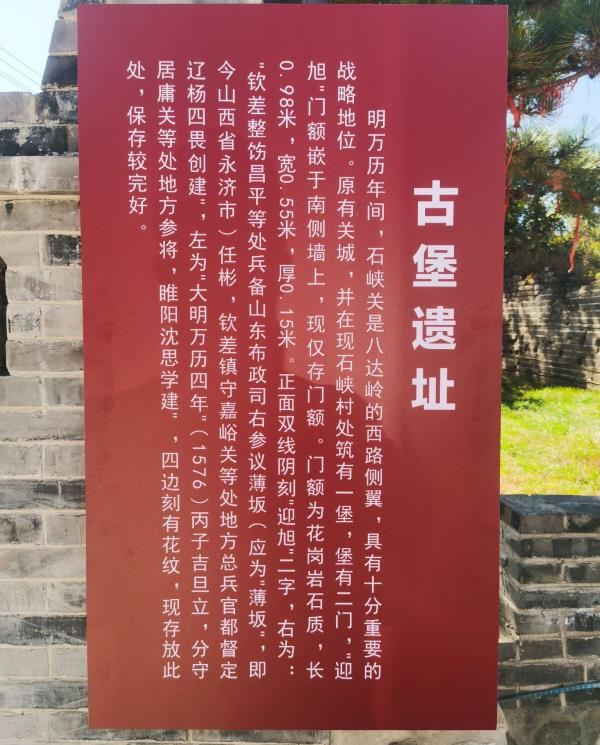 古堡遗址
明万历年间，石峡关是八达岭的西路侧翼，具有十分重要的
战略地位。原有关城，并在现石峡村处筑有一堡，堡有二门，"迎
旭"门额嵌于南侧墙上，现仅存门额。门额为花岗岩石质，长
0.98米，宽0.55米，厚0.15米。正面双线阴刻"迎旭"二字，右为：
"钦差整饬昌平等处兵备山东布政司右参议薄坂（应为"薄坂"，即
今山西省永济市）任彬，钦差镇守嘉峪关等处地方总兵官都督定
辽杨四畏创建"，左为"大明万历四年"（1576）丙子吉旦立，分守
居庸关等处地方参将，睢阳沈思学建"，四边刻有花纹，现存放此
处，保存较完好。